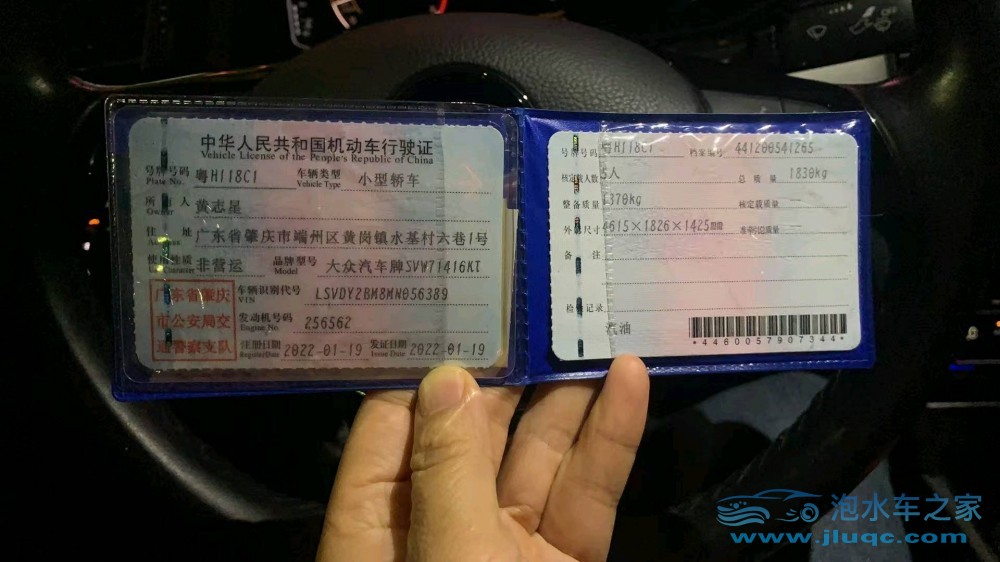 中华人民共和国机动车行驶证
Vehicle License of the People's Republic of China
号牌号码 粤H118C1 车辆类型 小型轿车
Plate No. Vehicle Type
所有人 黄志星
Owner
住址 广东省肇庆市端州区黄岗镇水基村六巷1号
Address
使用性质 非营运 品牌型号 大众汽车牌SVW71416KT
Use Character Model
广东省肇庆
市公安局交
通警察支队
车辆识别代号 LSVDY2BM8MN056389
VIN
发动机号码 256562
Engine No.
注册日期 2022-01-19 发证日期 2022-01-19
Register Date Issue Date
号牌号码 粤H118C1 档案编号 441200541265
核定载人数 5人 总质量 1830kg
整备质量 1370kg 核定载质量 —
外廓尺寸 4615×1826×1425mm 准牵引总质量 —
备注
检验记录
汽油
*4460057907344*
泡水车之家
www.jluqc.com